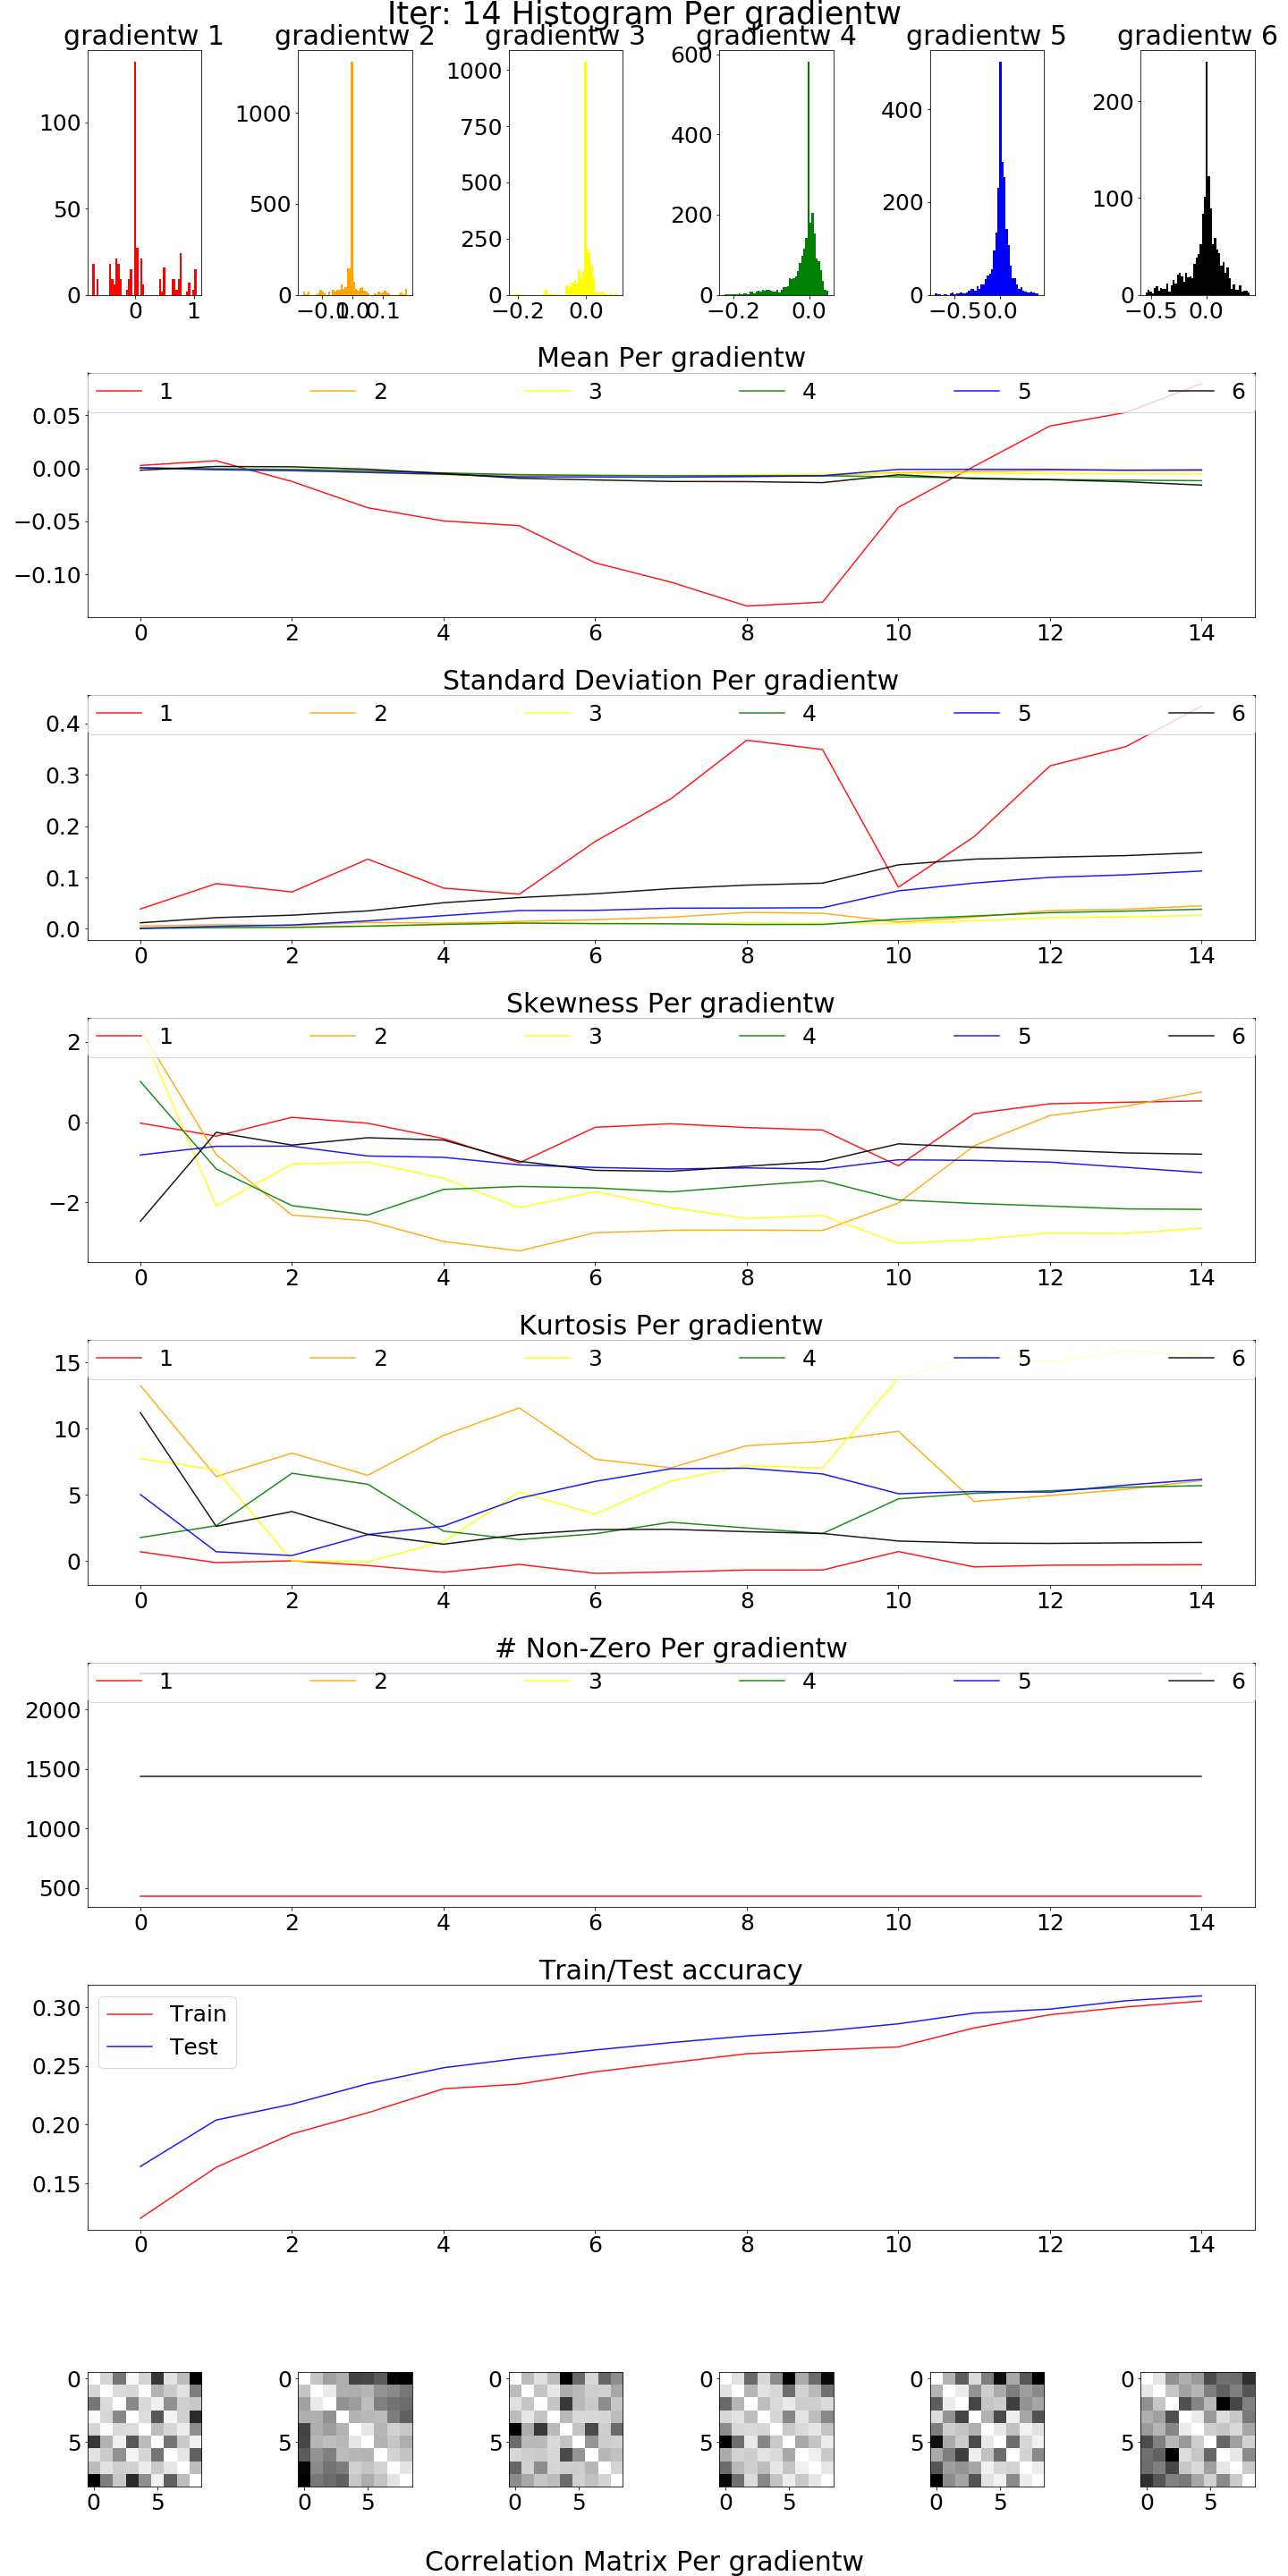 Iter: 14 Histogram Per gradientw
gradientw 1 gradientw 2 gradientw 3 gradientw 4 gradientw 5 gradientw 6
100 50 0 0 1
1000 500 0 0.0 0.1
1000 750 500 250 0 −0.2 0.0
600 400 200 0 −0.2 0.0
400 200 0 −0.5 0.0
200 100 0 −0.5 0.0
Mean Per gradientw
1 2 3 4 5 6
0.05
0.00
−0.05
−0.10
0 2 4 6 8 10 12 14
Standard Deviation Per gradientw
1 2 3 4 5 6
0.4
0.3
0.2
0.1
0.0
0 2 4 6 8 10 12 14
Skewness Per gradientw
1 2 3 4 5 6
2
0
−2
0 2 4 6 8 10 12 14
Kurtosis Per gradientw
1 2 3 4 5 6
15
10
5
0
0 2 4 6 8 10 12 14
# Non-Zero Per gradientw
1 2 3 4 5 6
2000
1500
1000
500
0 2 4 6 8 10 12 14
Train/Test accuracy
Train
Test
0.30
0.25
0.20
0.15
0 2 4 6 8 10 12 14
0 0 0 0 0 0
5 5 5 5 5 5
0 5 0 5 0 5 0 5 0 5 0 5
Correlation Matrix Per gradientw